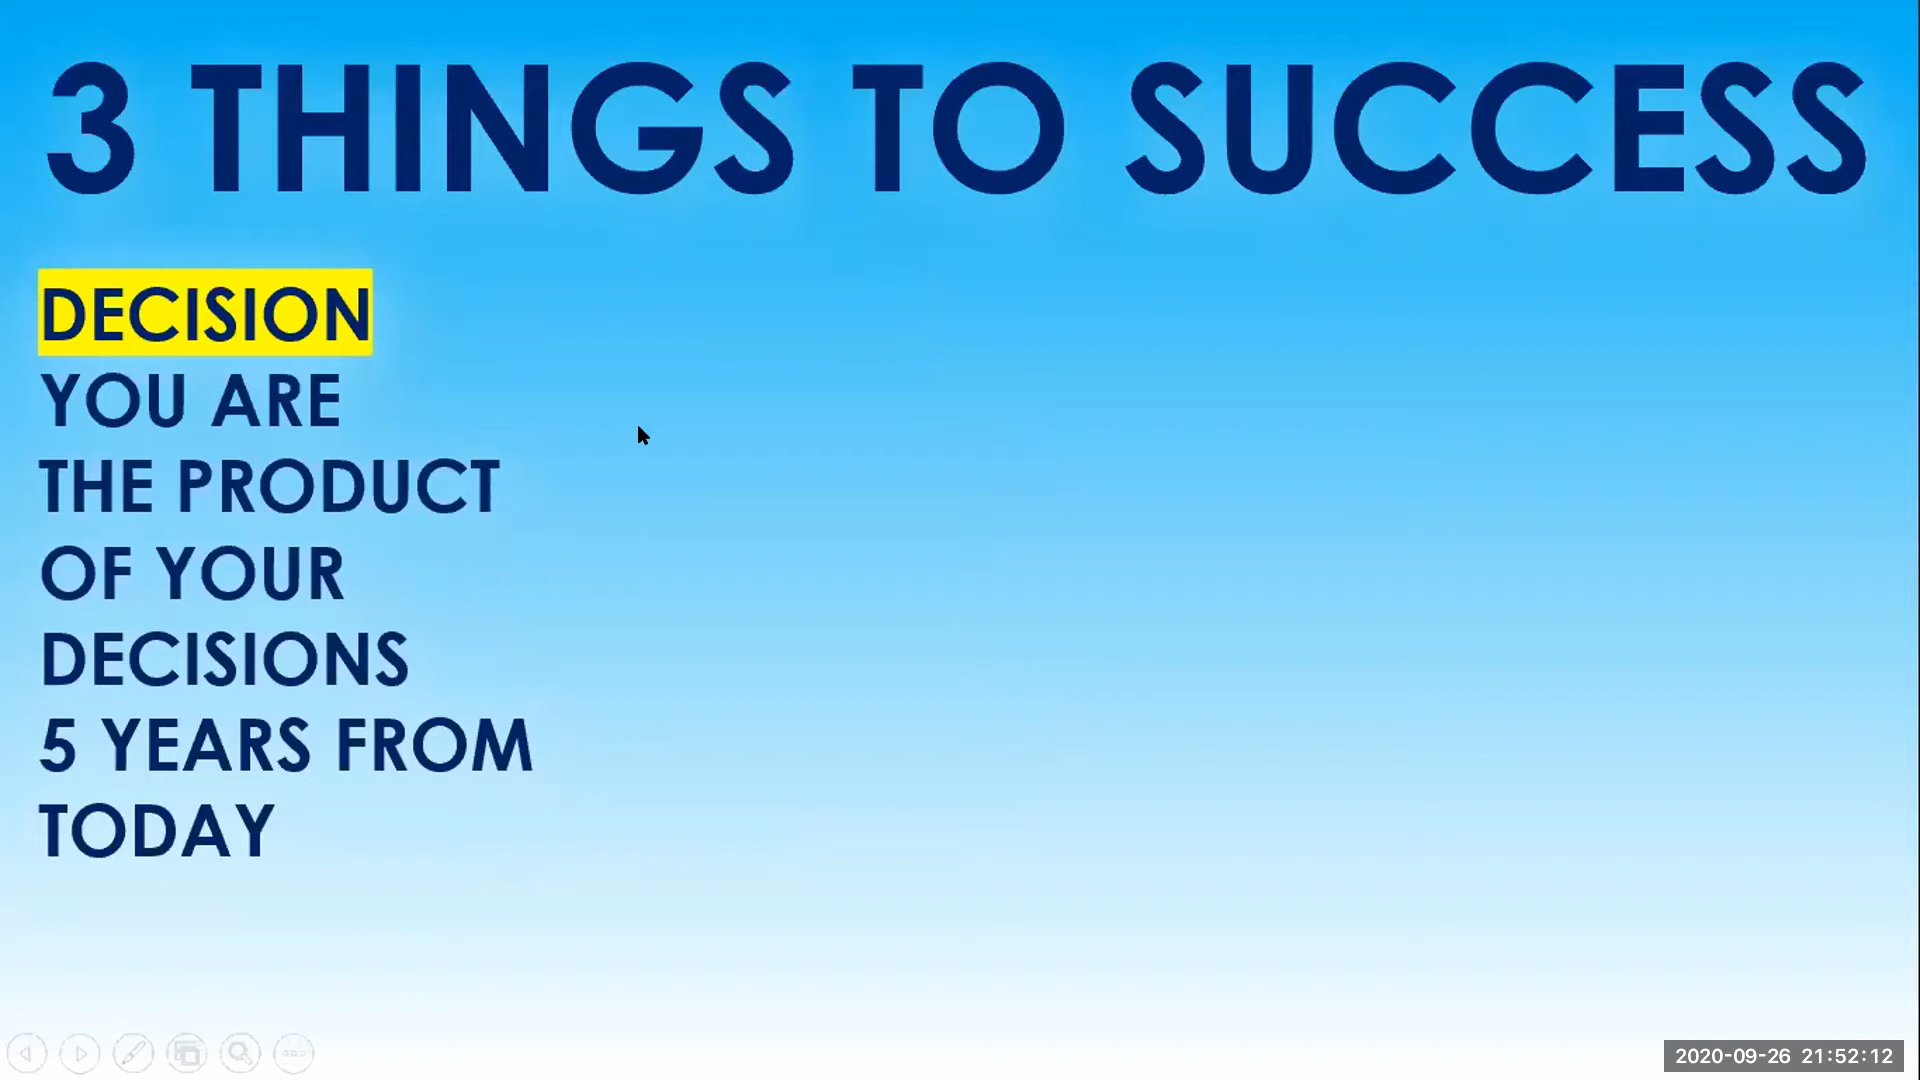 3 THINGS TO SUCCESS
DECISION
YOU ARE
THE PRODUCT
OF YOUR
DECISIONS
5 YEARS FROM
TODAY
2020-09-26 21:52:12